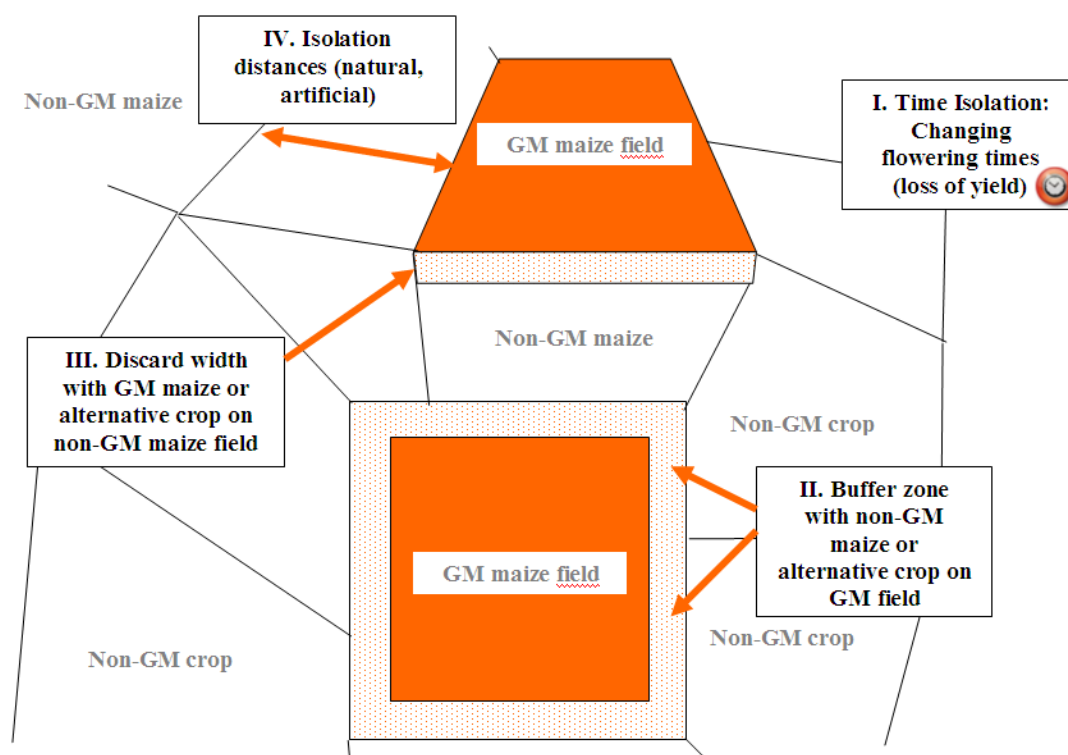 IV. Isolation
distances (natural,
artificial)
Non-GM maize
GM maize field
I. Time Isolation:
Changing
flowering times
(loss of yield)
Non-GM maize
III. Discard width
with GM maize or
alternative crop on
non-GM maize field
Non-GM crop
II. Buffer zone
with non-GM
maize or
alternative crop on
GM field
GM maize field
Non-GM crop
Non-GM crop